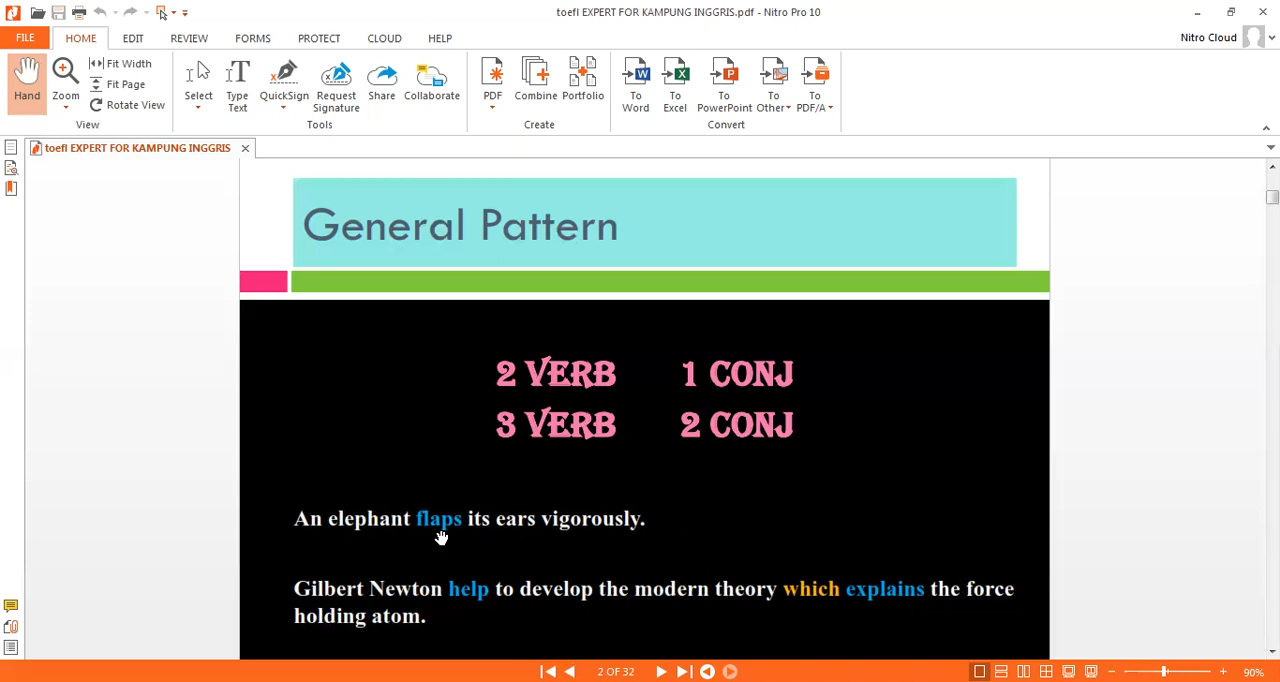 toefl EXPERT FOR KAMPUNG INGGRIS.pdf - Nitro Pro 10
FILE HOME EDIT REVIEW FORMS PROTECT CLOUD HELP
Nitro Cloud
Hand
Zoom
Fit Width
Fit Page
Rotate View
View
Select
Type Text
QuickSign
Request Signature
Share
Collaborate
Tools
PDF
Combine
Portfolio
Create
To Word
To Excel
To PowerPoint
To Other
To PDF/A
Convert
toefl EXPERT FOR KAMPUNG INGGRIS
General Pattern
2 VERB 1 CONJ
3 VERB 2 CONJ
An elephant flaps its ears vigorously.
Gilbert Newton help to develop the modern theory which explains the force
holding atom.
2 OF 32
90%